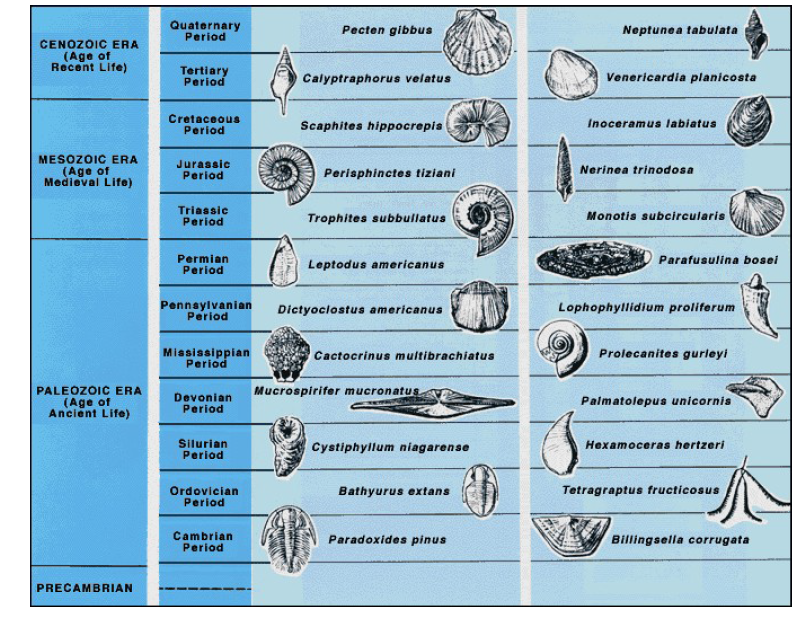 CENOZOIC ERA
(Age of
Recent Life)
Quaternary
Period
Pecten gibbus
Neptunea tabulata
Tertiary
Period
Calyptraphorus velatus
Venericardia planicosta
MESOZOIC ERA
(Age of
Medieval Life)
Cretaceous
Period
Scaphites hippocrepis
Inoceramus labiatus
Jurassic
Period
Perisphinctes tiziani
Nerinea trinodosa
Triassic
Period
Trophites subbullatus
Monotis subcircularis
PALEOZOIC ERA
(Age of
Ancient Life)
Permian
Period
Leptodus americanus
Parafusulina bosei
Pennsylvanian
Period
Dictyoclostus americanus
Lophophyllidium proliferum
Mississippian
Period
Cactocrinus multibrachiatus
Prolecanites gurleyi
Devonian
Period
Mucrospirifer mucronatus
Palmatolepus unicornis
Silurian
Period
Cystiphyllum niagarense
Hexamoceras hertzeri
Ordovician
Period
Bathyurus extans
Tetragraptus fructicosus
Cambrian
Period
Paradoxides pinus
Billingsella corrugata
PRECAMBRIAN